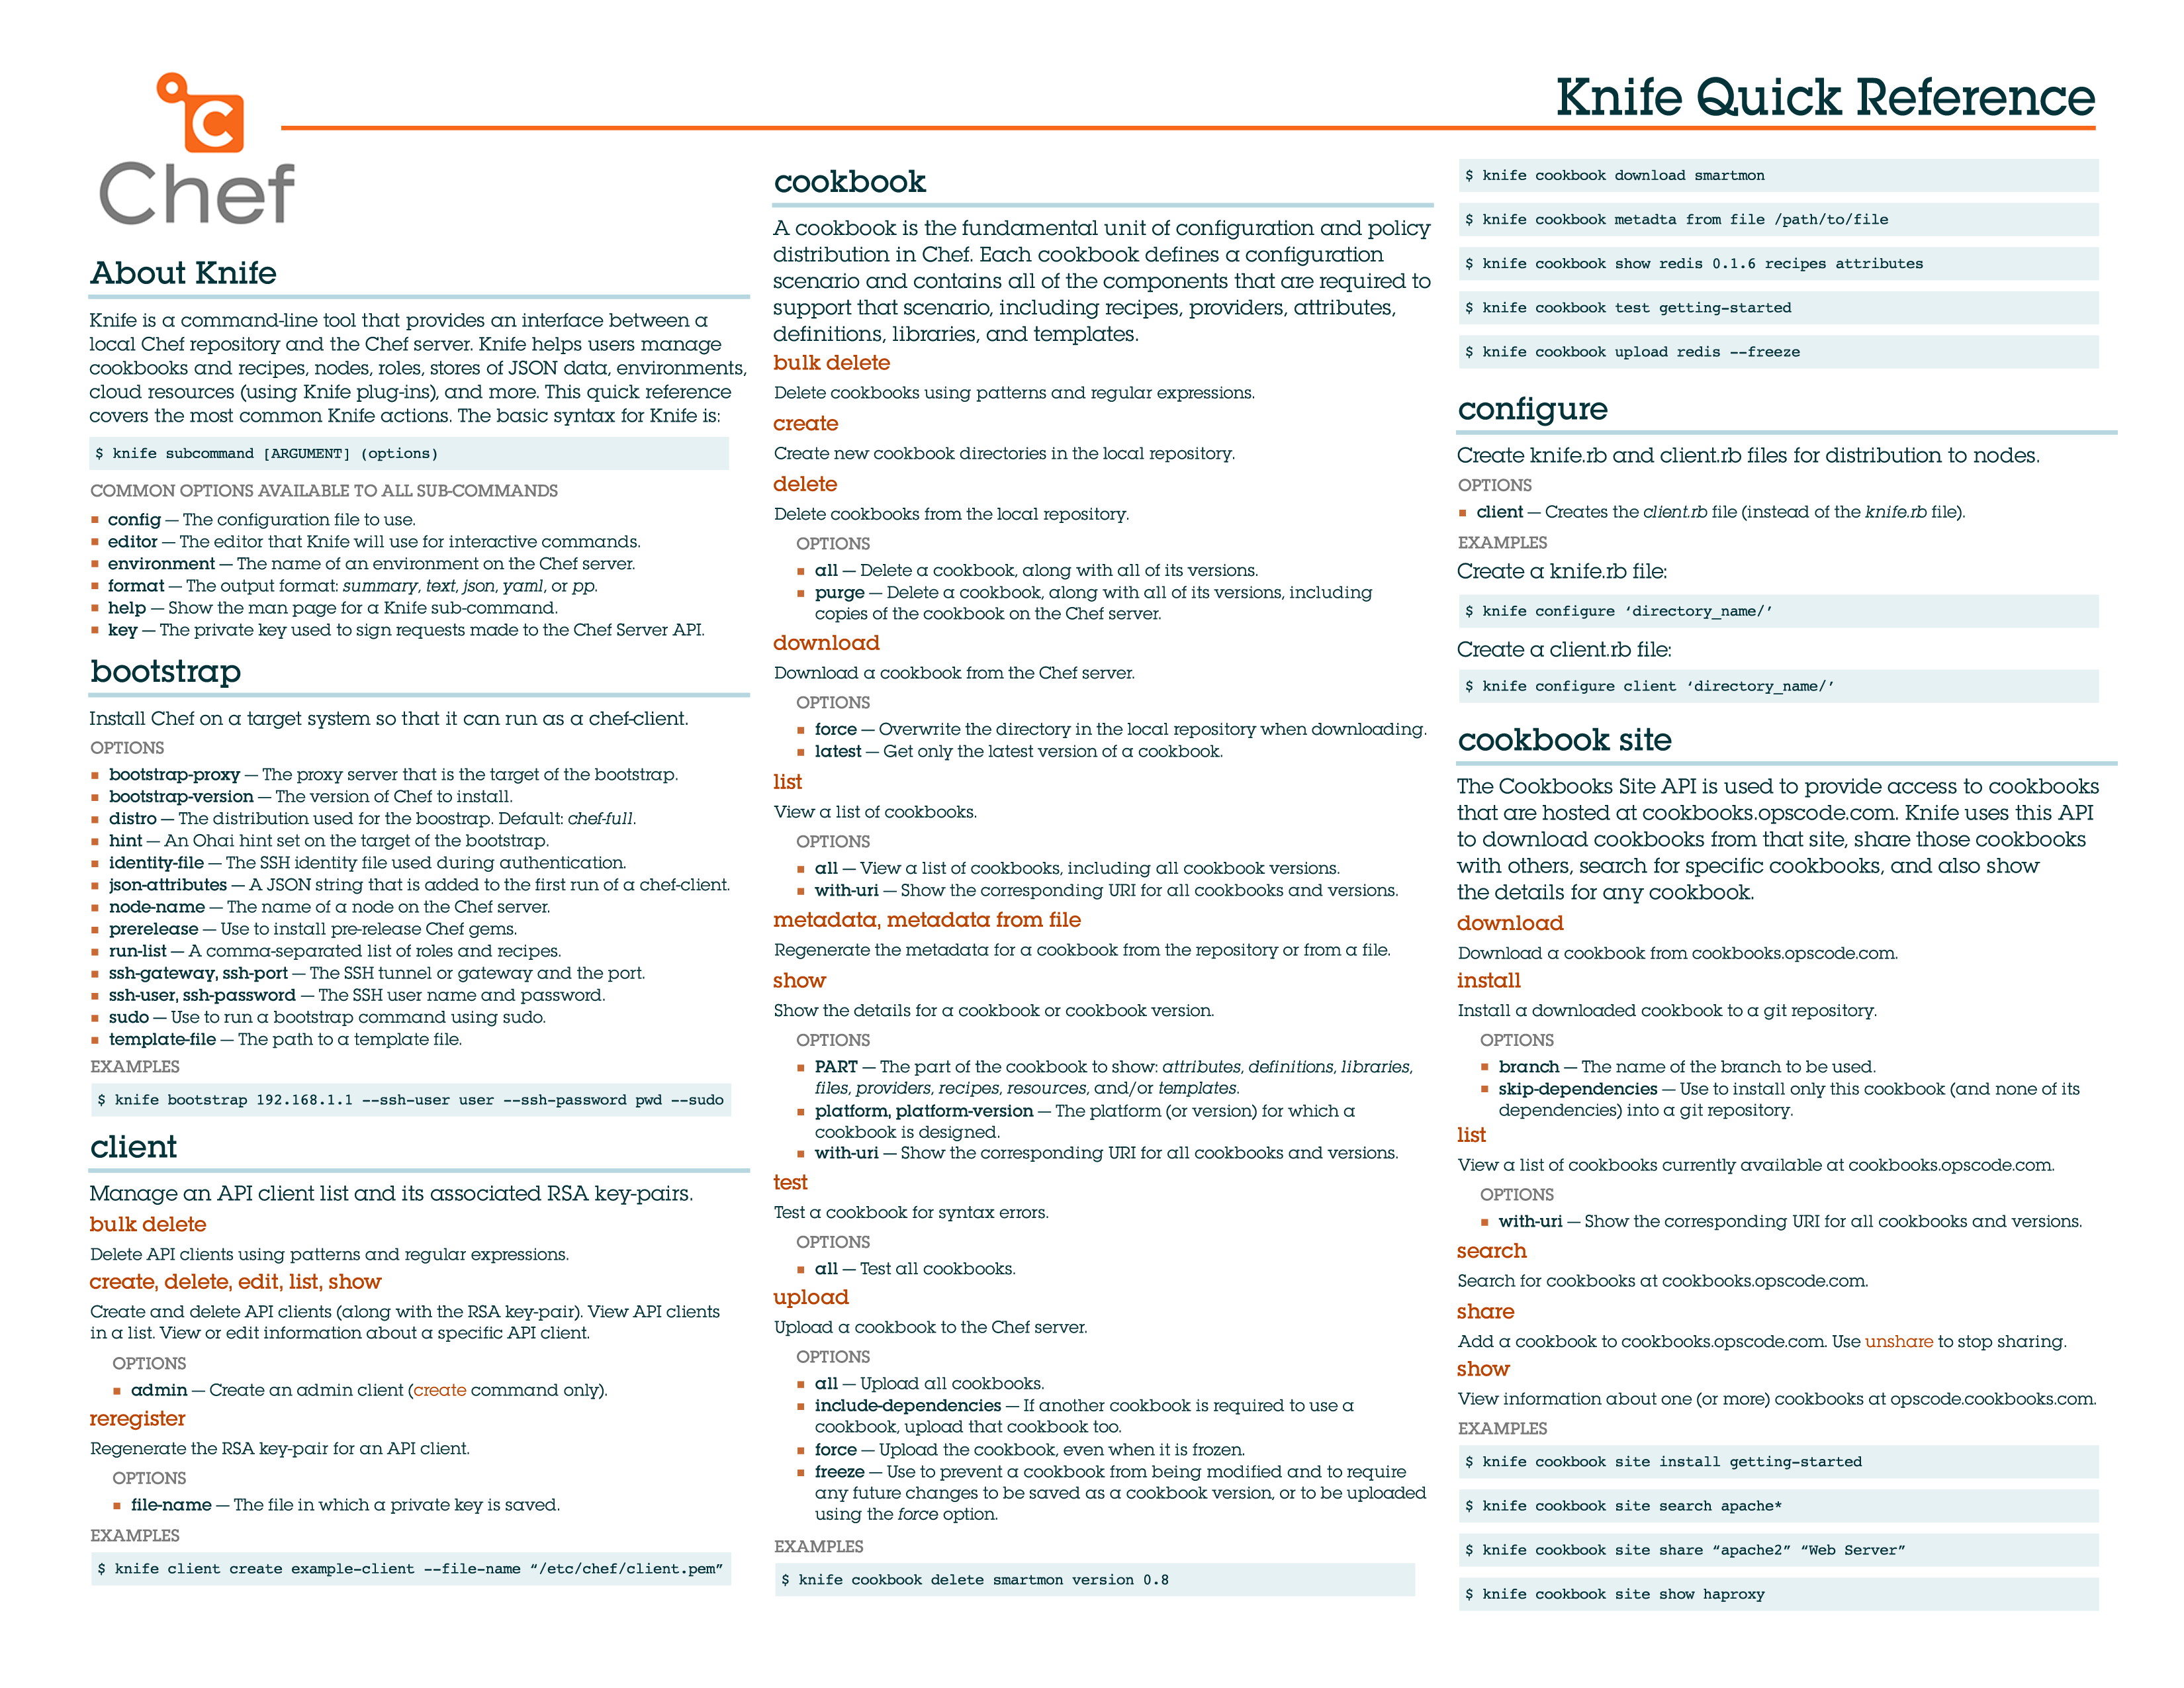 Chef
Knife Quick Reference
About Knife
Knife is a command-line tool that provides an interface between a
local Chef repository and the Chef server. Knife helps users manage
cookbooks and recipes, nodes, roles, stores of JSON data, environments,
cloud resources (using Knife plug-ins), and more. This quick reference
covers the most common Knife actions. The basic syntax for Knife is:
$ knife subcommand [ARGUMENT] (options)
COMMON OPTIONS AVAILABLE TO ALL SUB-COMMANDS
■ config — The configuration file to use.
■ editor — The editor that Knife will use for interactive commands.
■ environment — The name of an environment on the Chef server.
■ format — The output format: summary, text, json, yaml, or pp.
■ help — Show the man page for a Knife sub-command.
■ key — The private key used to sign requests made to the Chef Server API.
bootstrap
Install Chef on a target system so that it can run as a chef-client.
OPTIONS
■ bootstrap-proxy — The proxy server that is the target of the bootstrap.
■ bootstrap-version — The version of Chef to install.
■ distro — The distribution used for the boostrap. Default: chef-full.
■ hint — An Ohai hint set on the target of the bootstrap.
■ identity-file — The SSH identity file used during authentication.
■ json-attributes — A JSON string that is added to the first run of a chef-client.
■ node-name — The name of a node on the Chef server.
■ prerelease — Use to install pre-release Chef gems.
■ run-list — A comma-separated list of roles and recipes.
■ ssh-gateway, ssh-port — The SSH tunnel or gateway and the port.
■ ssh-user, ssh-password — The SSH user name and password.
■ sudo — Use to run a bootstrap command using sudo.
■ template-file — The path to a template file.
EXAMPLES
$ knife bootstrap 192.168.1.1 --ssh-user user --ssh-password pwd --sudo
client
Manage an API client list and its associated RSA key-pairs.
bulk delete
Delete API clients using patterns and regular expressions.
create, delete, edit, list, show
Create and delete API clients (along with the RSA key-pair). View API clients
in a list. View or edit information about a specific API client.
OPTIONS
■ admin — Create an admin client (create command only).
reregister
Regenerate the RSA key-pair for an API client.
OPTIONS
■ file-name — The file in which a private key is saved.
EXAMPLES
$ knife client create example-client --file-name “/etc/chef/client.pem”
cookbook
A cookbook is the fundamental unit of configuration and policy
distribution in Chef. Each cookbook defines a configuration
scenario and contains all of the components that are required to
support that scenario, including recipes, providers, attributes,
definitions, libraries, and templates.
bulk delete
Delete cookbooks using patterns and regular expressions.
create
Create new cookbook directories in the local repository.
delete
Delete cookbooks from the local repository.
OPTIONS
■ all — Delete a cookbook, along with all of its versions.
■ purge — Delete a cookbook, along with all of its versions, including
copies of the cookbook on the Chef server.
download
Download a cookbook from the Chef server.
OPTIONS
■ force — Overwrite the directory in the local repository when downloading.
■ latest — Get only the latest version of a cookbook.
list
View a list of cookbooks.
OPTIONS
■ all — View a list of cookbooks, including all cookbook versions.
■ with-uri — Show the corresponding URI for all cookbooks and versions.
metadata, metadata from file
Regenerate the metadata for a cookbook from the repository or from a file.
show
Show the details for a cookbook or cookbook version.
OPTIONS
■ PART — The part of the cookbook to show: attributes, definitions, libraries,
files, providers, recipes, resources, and/or templates.
■ platform, platform-version — The platform (or version) for which a
cookbook is designed.
■ with-uri — Show the corresponding URI for all cookbooks and versions.
test
Test a cookbook for syntax errors.
OPTIONS
■ all — Test all cookbooks.
upload
Upload a cookbook to the Chef server.
OPTIONS
■ all — Upload all cookbooks.
■ include-dependencies — If another cookbook is required to use a
cookbook, upload that cookbook too.
■ force — Upload the cookbook, even when it is frozen.
■ freeze — Use to prevent a cookbook from being modified and to require
any future changes to be saved as a cookbook version, or to be uploaded
using the force option.
EXAMPLES
$ knife cookbook delete smartmon version 0.8
$ knife cookbook download smartmon
$ knife cookbook metadta from file /path/to/file
$ knife cookbook show redis 0.1.6 recipes attributes
$ knife cookbook test getting-started
$ knife cookbook upload redis --freeze
configure
Create knife.rb and client.rb files for distribution to nodes.
OPTIONS
■ client — Creates the client.rb file (instead of the knife.rb file).
EXAMPLES
Create a knife.rb file:
$ knife configure ‘directory_name/’
Create a client.rb file:
$ knife configure client ‘directory_name/’
cookbook site
The Cookbooks Site API is used to provide access to cookbooks
that are hosted at cookbooks.opscode.com. Knife uses this API
to download cookbooks from that site, share those cookbooks
with others, search for specific cookbooks, and also show
the details for any cookbook.
download
Download a cookbook from cookbooks.opscode.com.
install
Install a downloaded cookbook to a git repository.
OPTIONS
■ branch — The name of the branch to be used.
■ skip-dependencies — Use to install only this cookbook (and none of its
dependencies) into a git repository.
list
View a list of cookbooks currently available at cookbooks.opscode.com.
OPTIONS
■ with-uri — Show the corresponding URI for all cookbooks and versions.
search
Search for cookbooks at cookbooks.opscode.com.
share
Add a cookbook to cookbooks.opscode.com. Use unshare to stop sharing.
show
View information about one (or more) cookbooks at opscode.cookbooks.com.
EXAMPLES
$ knife cookbook site install getting-started
$ knife cookbook site search apache*
$ knife cookbook site share “apache2” “Web Server”
$ knife cookbook site show haproxy